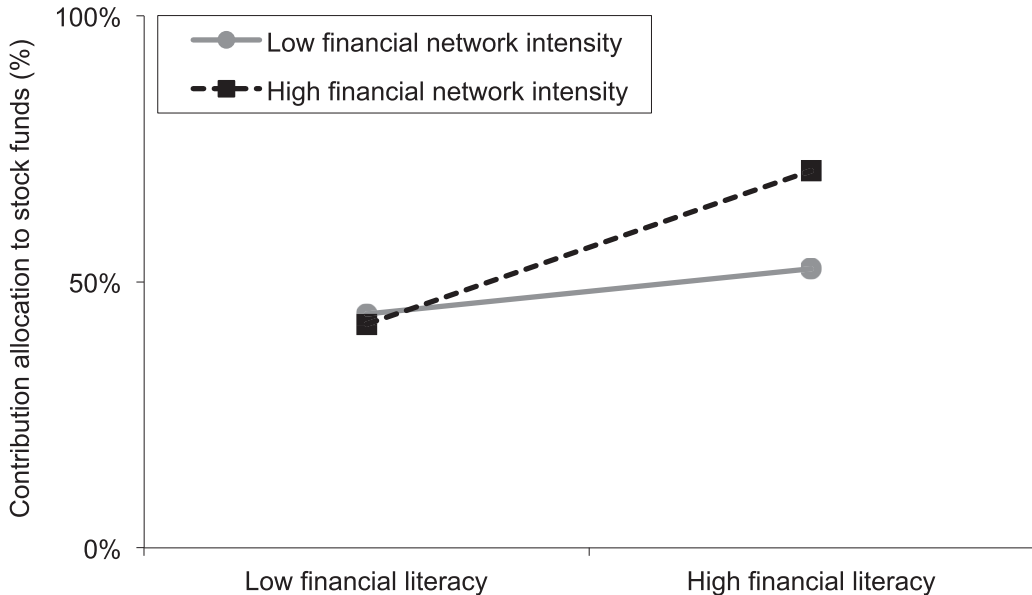 100%
Low financial network intensity
High financial network intensity
Contribution allocation to stock funds (%)
50%
0%
Low financial literacy
High financial literacy